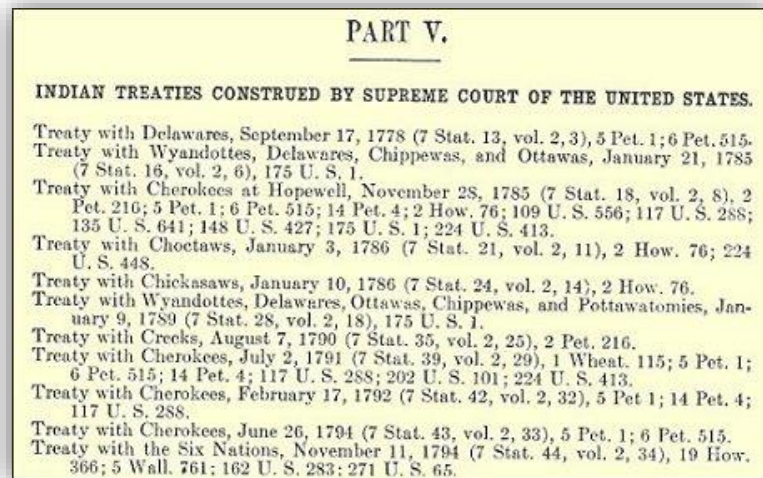 PART V.
INDIAN TREATIES CONSTRUED BY SUPREME COURT OF THE UNITED STATES.
Treaty with Delawares, September 17, 1778 (7 Stat. 13, vol. 2, 3), 5 Pet. 1; 6 Pet. 515.
Treaty with Wyandottes, Delawares, Chippewas, and Ottawas, January 21, 1785
(7 Stat. 16, vol. 2, 6), 175 U. S. 1.
Treaty with Cherokees at Hopewell, November 28, 1785 (7 Stat. 18, vol. 2, 8), 2
Pet. 216; 5 Pet. 1; 6 Pet. 515; 14 Pet. 4; 2 How. 76; 109 U. S. 556; 117 U. S. 288;
135 U. S. 641; 148 U. S. 427; 175 U. S. 1; 224 U. S. 413.
Treaty with Choctaws, January 3, 1786 (7 Stat. 21, vol. 2, 11), 2 How. 76; 224
U. S. 448.
Treaty with Chickasaws, January 10, 1786 (7 Stat. 24, vol. 2, 14), 2 How. 76.
Treaty with Wyandottes, Delawares, Ottawas, Chippewas, and Pottawatomies, Jan-
uary 9, 1789 (7 Stat. 28, vol. 2, 18), 175 U. S. 1.
Treaty with Creeks, August 7, 1790 (7 Stat. 35, vol. 2, 25), 2 Pet. 216.
Treaty with Cherokees, July 2, 1791 (7 Stat. 39, vol. 2, 29), 1 Wheat. 115; 5 Pet. 1;
6 Pet. 515; 14 Pet. 4; 117 U. S. 288; 202 U. S. 101; 224 U. S. 413.
Treaty with Cherokees, February 17, 1792 (7 Stat. 42, vol. 2, 32), 5 Pet 1; 14 Pet. 4;
117 U. S. 288.
Treaty with Cherokees, June 26, 1794 (7 Stat. 43, vol. 2, 33), 5 Pet. 1; 6 Pet. 515.
Treaty with the Six Nations, November 11, 1794 (7 Stat. 44, vol. 2, 34), 19 How.
366; 5 Wall. 761; 162 U. S. 283; 271 U. S. 65.